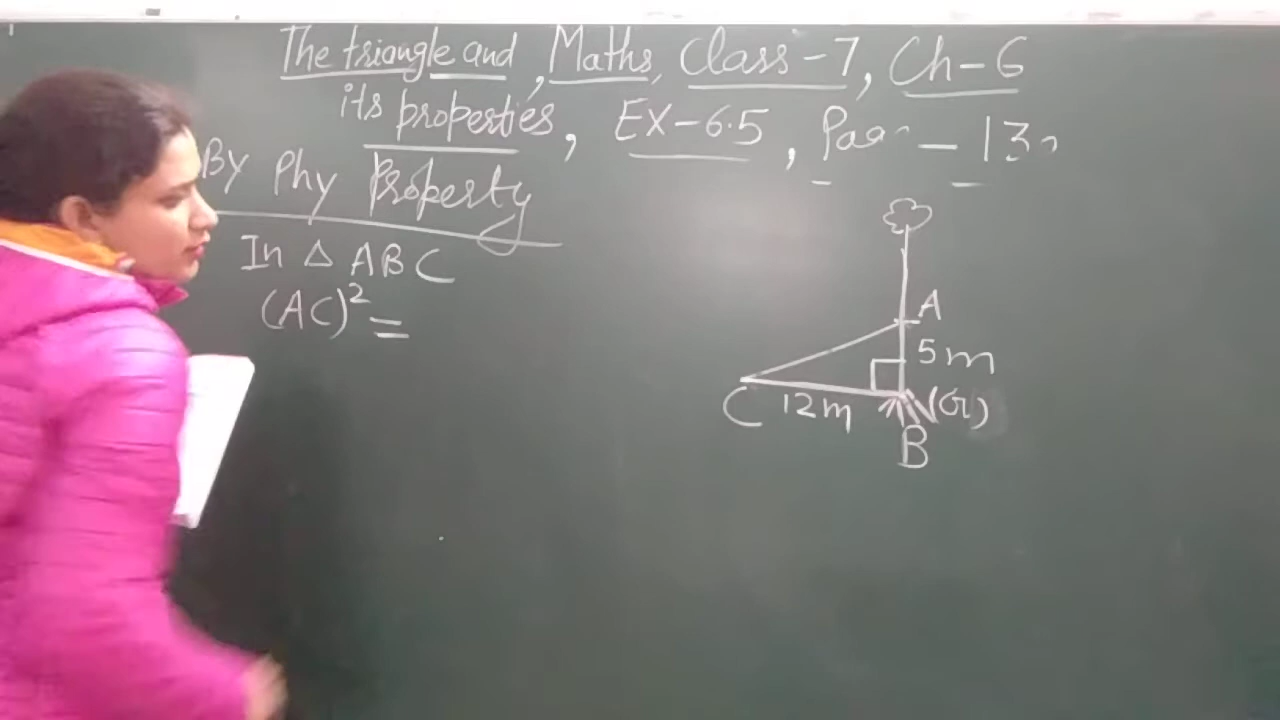 The triangle and, Maths, Class-7, Ch-6
its properties, EX-6.5,
By Phy Property
In △ ABC
(AC)² =
A
5m
C 12m (G)
B